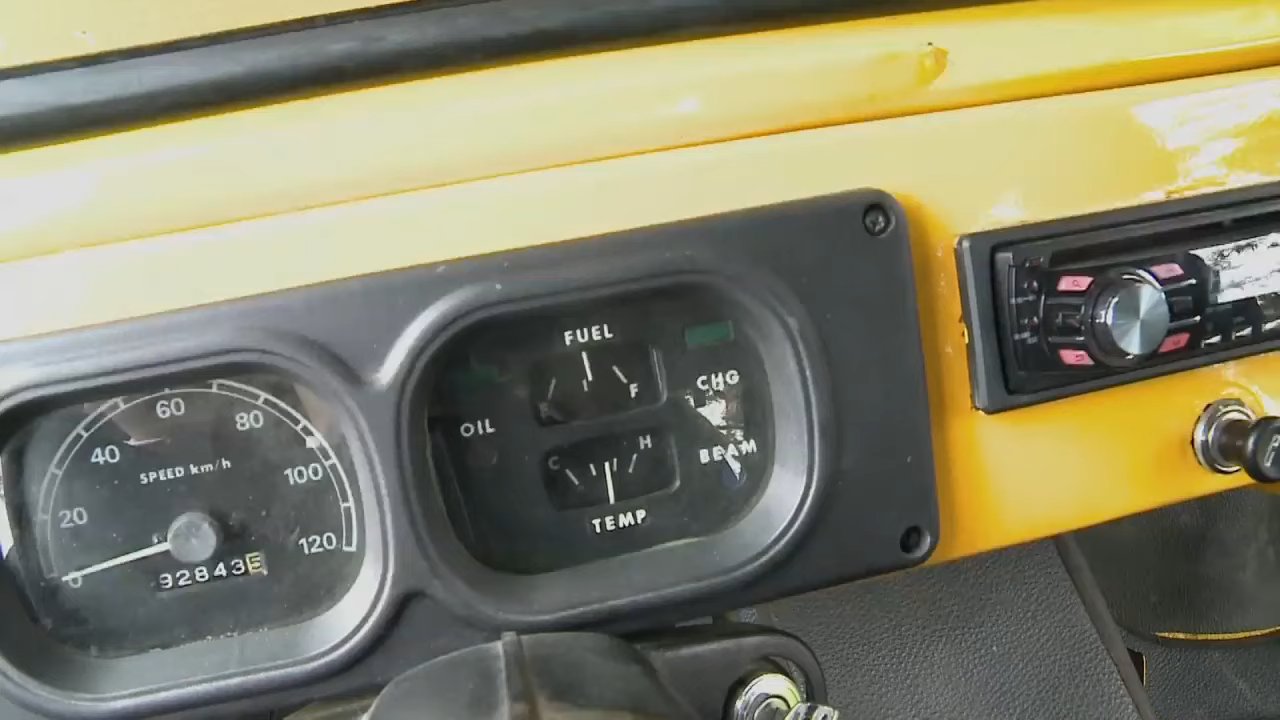 FUEL
F
OIL
CHG
BEAM
C
H
TEMP
0
20
40
60
80
100
120
SPEED km/h
92843